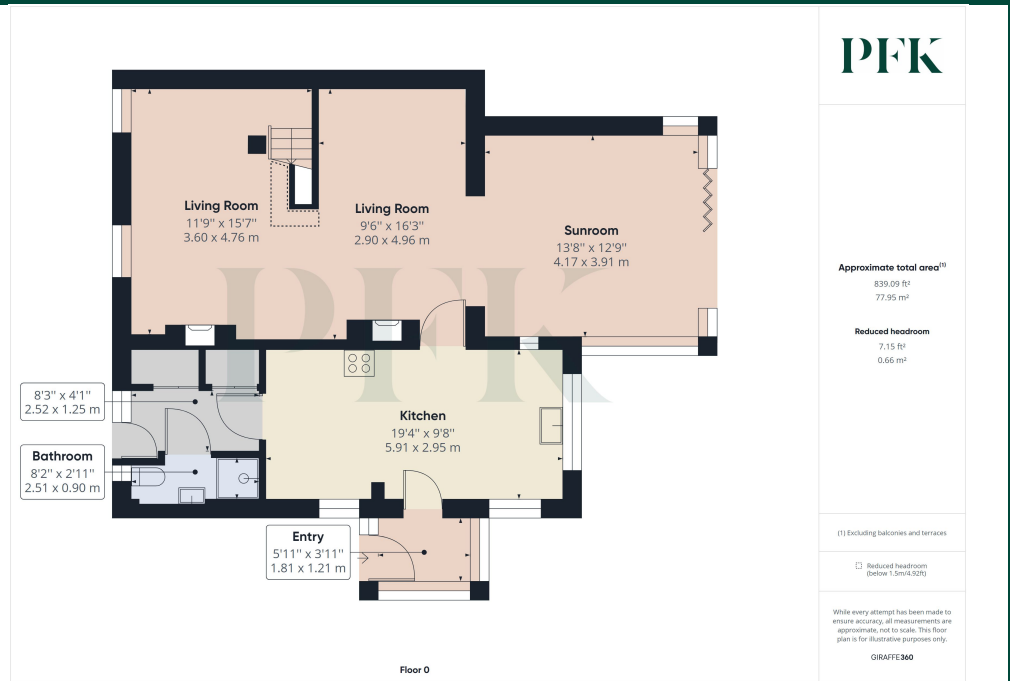 PFK
Living Room
11'9" x 15'7"
3.60 x 4.76 m
Living Room
9'6" x 16'3"
2.90 x 4.96 m
Sunroom
13'8" x 12'9"
4.17 x 3.91 m
PFK
8'3" x 4'1"
2.52 x 1.25 m
Kitchen
19'4" x 9'8"
5.91 x 2.95 m
Bathroom
8'2" x 2'11"
2.51 x 0.90 m
Entry
5'11" x 3'11"
1.81 x 1.21 m
Floor 0
Approximate total area(1)
839.09 ft²
77.95 m²
Reduced headroom
7.15 ft²
0.66 m²
(1) Excluding balconies and terraces
Reduced headroom
(below 1.5m/4.92ft)
While every attempt has been made to
ensure accuracy, all measurements are
approximate, not to scale. This floor
plan is for illustrative purposes only.
GIRAFFE360